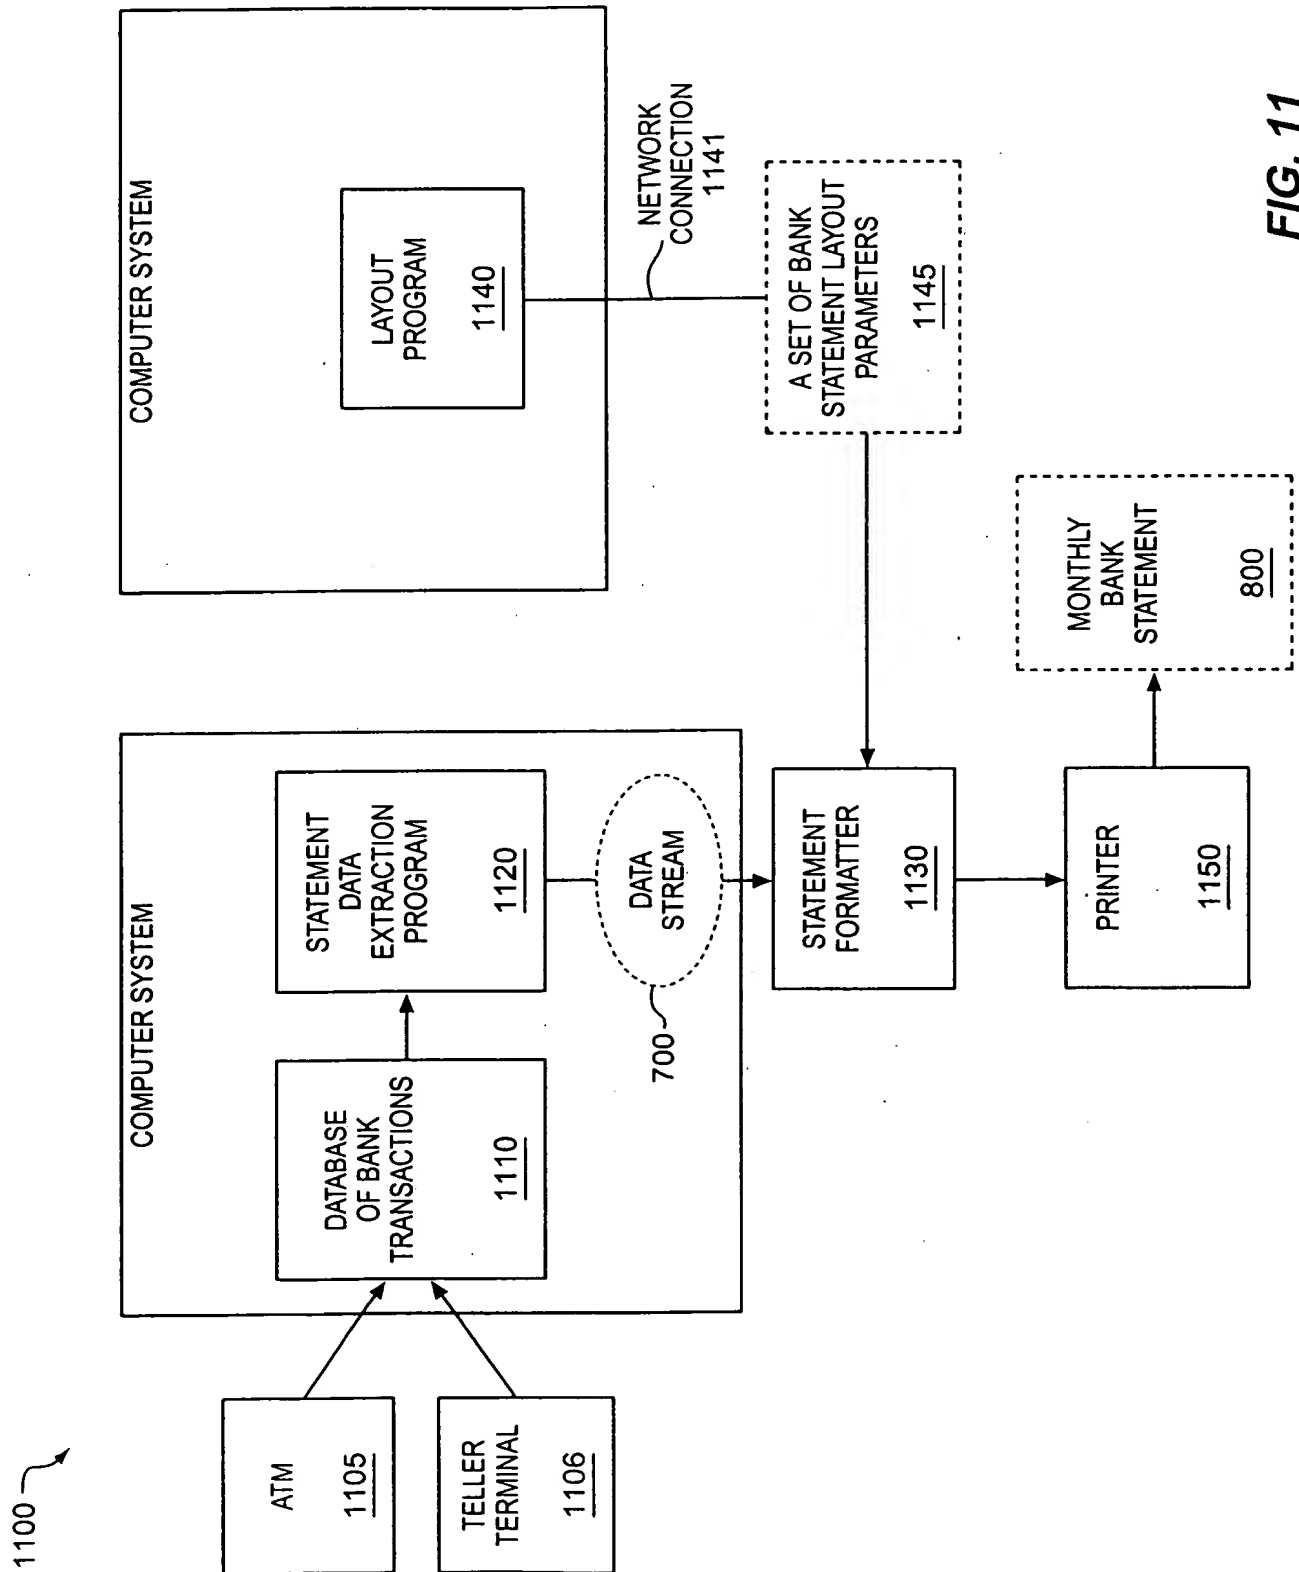 1100
ATM
1105
TELLER
TERMINAL
1106
COMPUTER SYSTEM
DATABASE
OF BANK
TRANSACTIONS
1110
STATEMENT
DATA
EXTRACTION
PROGRAM
1120
700
DATA
STREAM
STATEMENT
FORMATTER
1130
PRINTER
1150
MONTHLY
BANK
STATEMENT
800
COMPUTER SYSTEM
LAYOUT
PROGRAM
1140
NETWORK
CONNECTION
1141
A SET OF BANK
STATEMENT LAYOUT
PARAMETERS
1145
FIG. 11